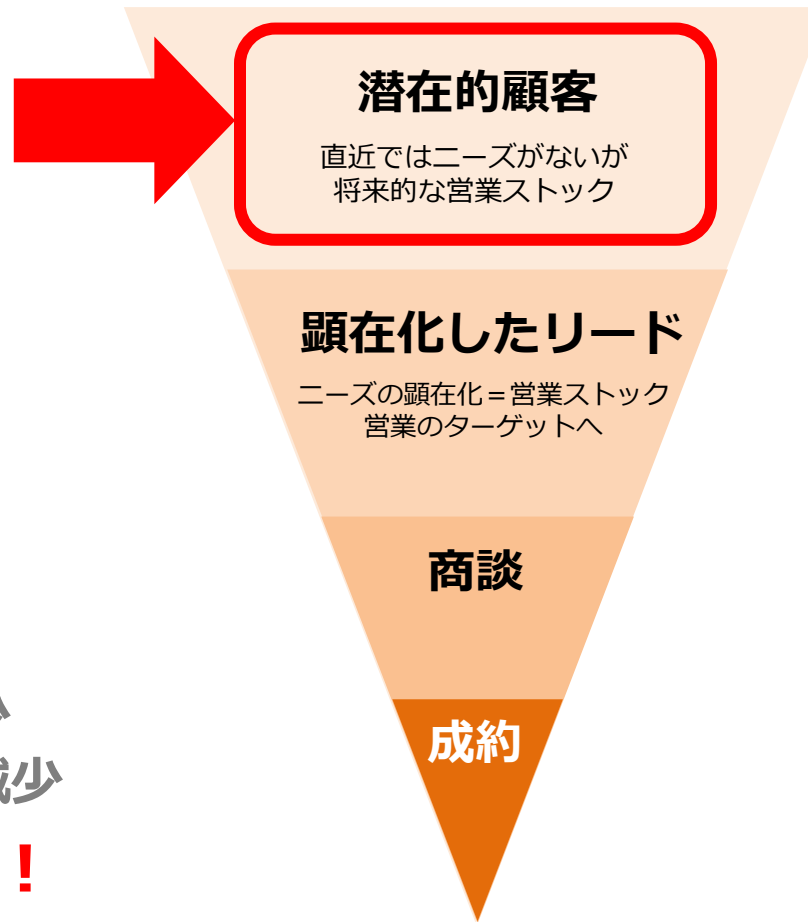 潜在的顧客
直近ではニーズがないが
将来的な営業ストック
顕在化したリード
ニーズの顕在化＝営業ストック
営業のターゲットへ
商談
成約
減少
！